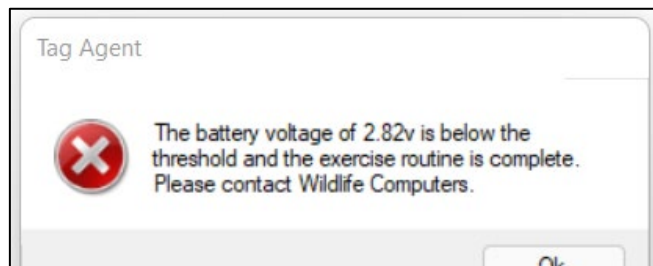 Tag Agent
The battery voltage of 2.82v is below the
threshold and the exercise routine is complete.
Please contact Wildlife Computers.
Ok